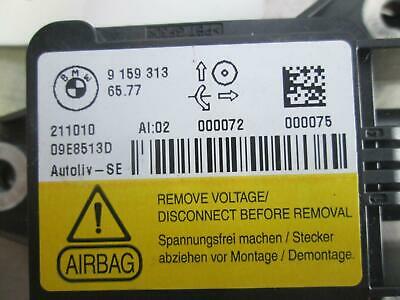 BMW
9 159 313
65.77
211010 AI:02 000072 000075
09E8513D
Autoliv-SE
REMOVE VOLTAGE/
DISCONNECT BEFORE REMOVAL
Spannungsfrei machen / Stecker
abziehen vor Montage / Demontage.
AIRBAG